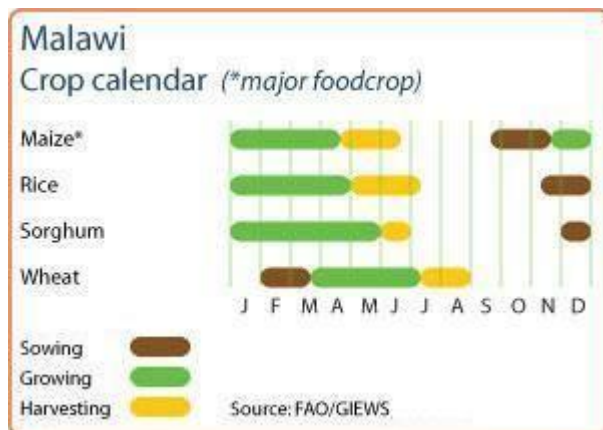 Malawi
Crop calendar (*major foodcrop)
Maize*
Rice
Sorghum
Wheat
J F M A M J J A S O N D
Sowing
Growing
Harvesting
Source: FAO/GIEWS